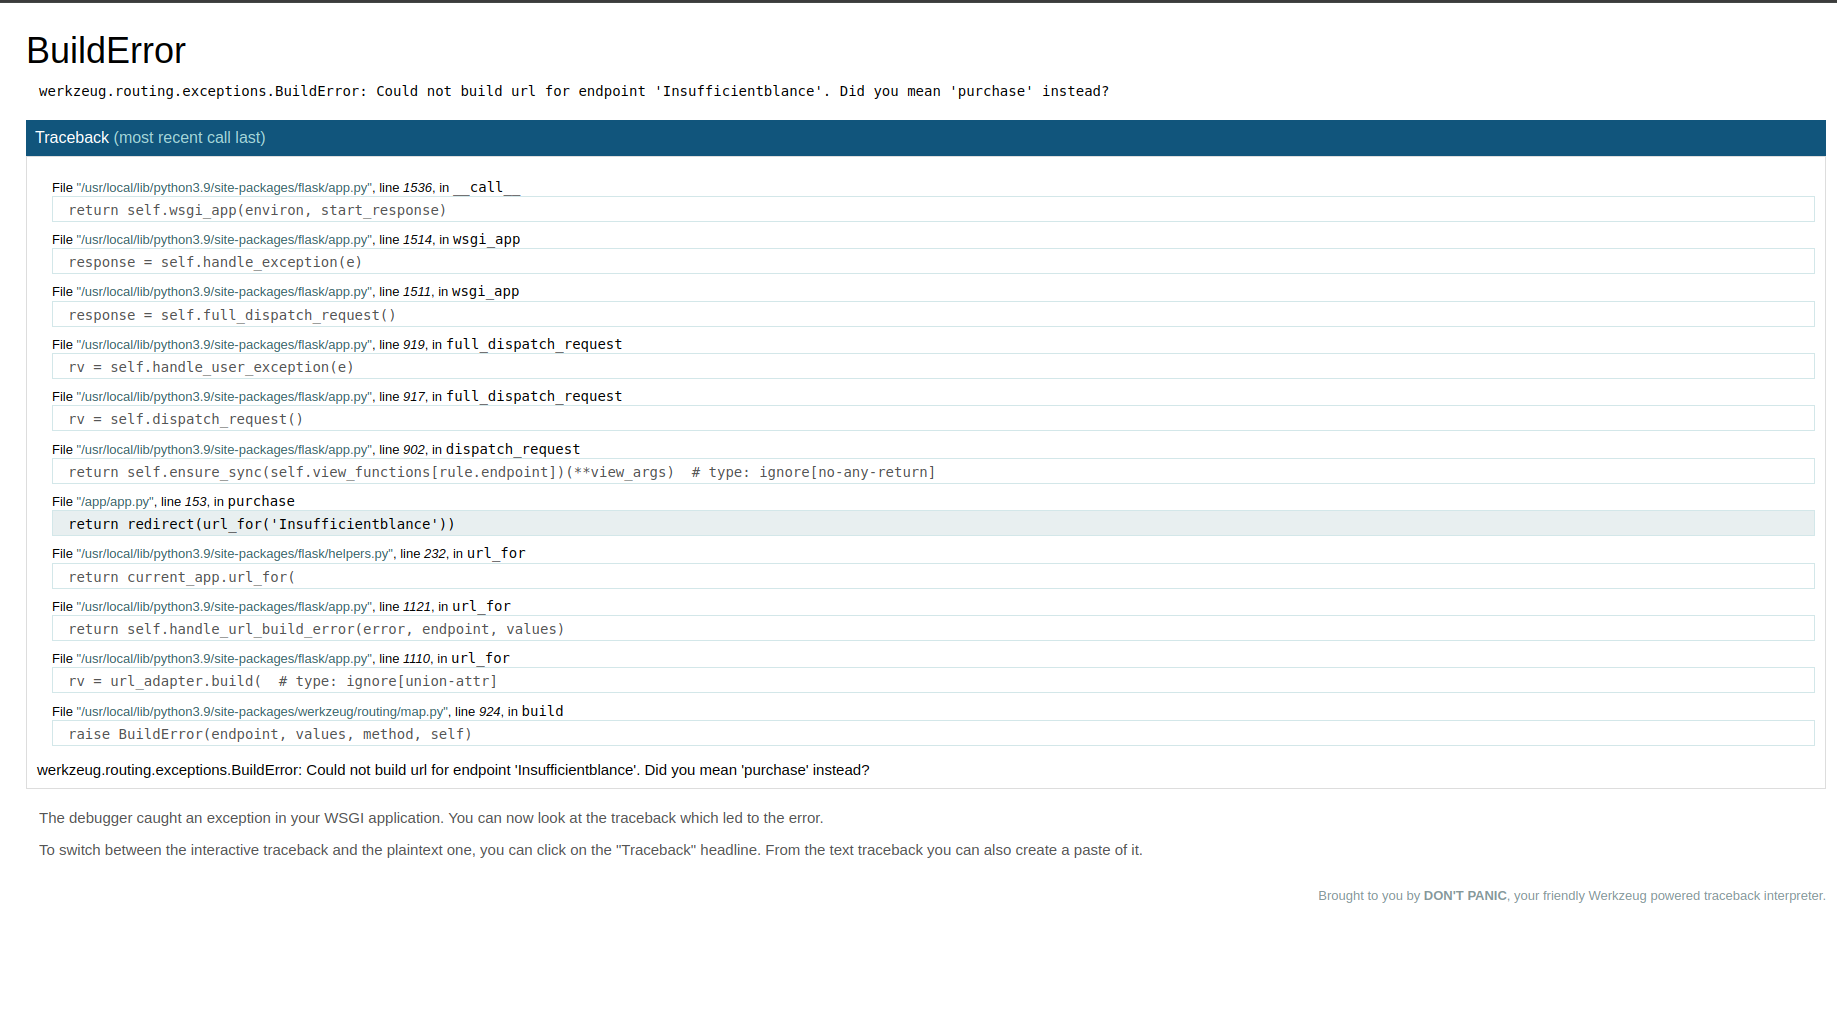 BuildError
werkzeug.routing.exceptions.BuildError: Could not build url for endpoint 'Insufficientblance'. Did you mean 'purchase' instead?
Traceback (most recent call last)
File "/usr/local/lib/python3.9/site-packages/flask/app.py", line 1536, in __call__
return self.wsgi_app(environ, start_response)
File "/usr/local/lib/python3.9/site-packages/flask/app.py", line 1514, in wsgi_app
response = self.handle_exception(e)
File "/usr/local/lib/python3.9/site-packages/flask/app.py", line 1511, in wsgi_app
response = self.full_dispatch_request()
File "/usr/local/lib/python3.9/site-packages/flask/app.py", line 919, in full_dispatch_request
rv = self.handle_user_exception(e)
File "/usr/local/lib/python3.9/site-packages/flask/app.py", line 917, in full_dispatch_request
rv = self.dispatch_request()
File "/usr/local/lib/python3.9/site-packages/flask/app.py", line 902, in dispatch_request
return self.ensure_sync(self.view_functions[rule.endpoint])(**view_args)  # type: ignore[no-any-return]
File "/app/app.py", line 153, in purchase
return redirect(url_for('Insufficientblance'))
File "/usr/local/lib/python3.9/site-packages/flask/helpers.py", line 232, in url_for
return current_app.url_for(
File "/usr/local/lib/python3.9/site-packages/flask/app.py", line 1121, in url_for
return self.handle_url_build_error(error, endpoint, values)
File "/usr/local/lib/python3.9/site-packages/flask/app.py", line 1110, in url_for
rv = url_adapter.build(  # type: ignore[union-attr]
File "/usr/local/lib/python3.9/site-packages/werkzeug/routing/map.py", line 924, in build
raise BuildError(endpoint, values, method, self)
werkzeug.routing.exceptions.BuildError: Could not build url for endpoint 'Insufficientblance'. Did you mean 'purchase' instead?
The debugger caught an exception in your WSGI application. You can now look at the traceback which led to the error.
To switch between the interactive traceback and the plaintext one, you can click on the "Traceback" headline. From the text traceback you can also create a paste of it.
Brought to you by DON'T PANIC, your friendly Werkzeug powered traceback interpreter.